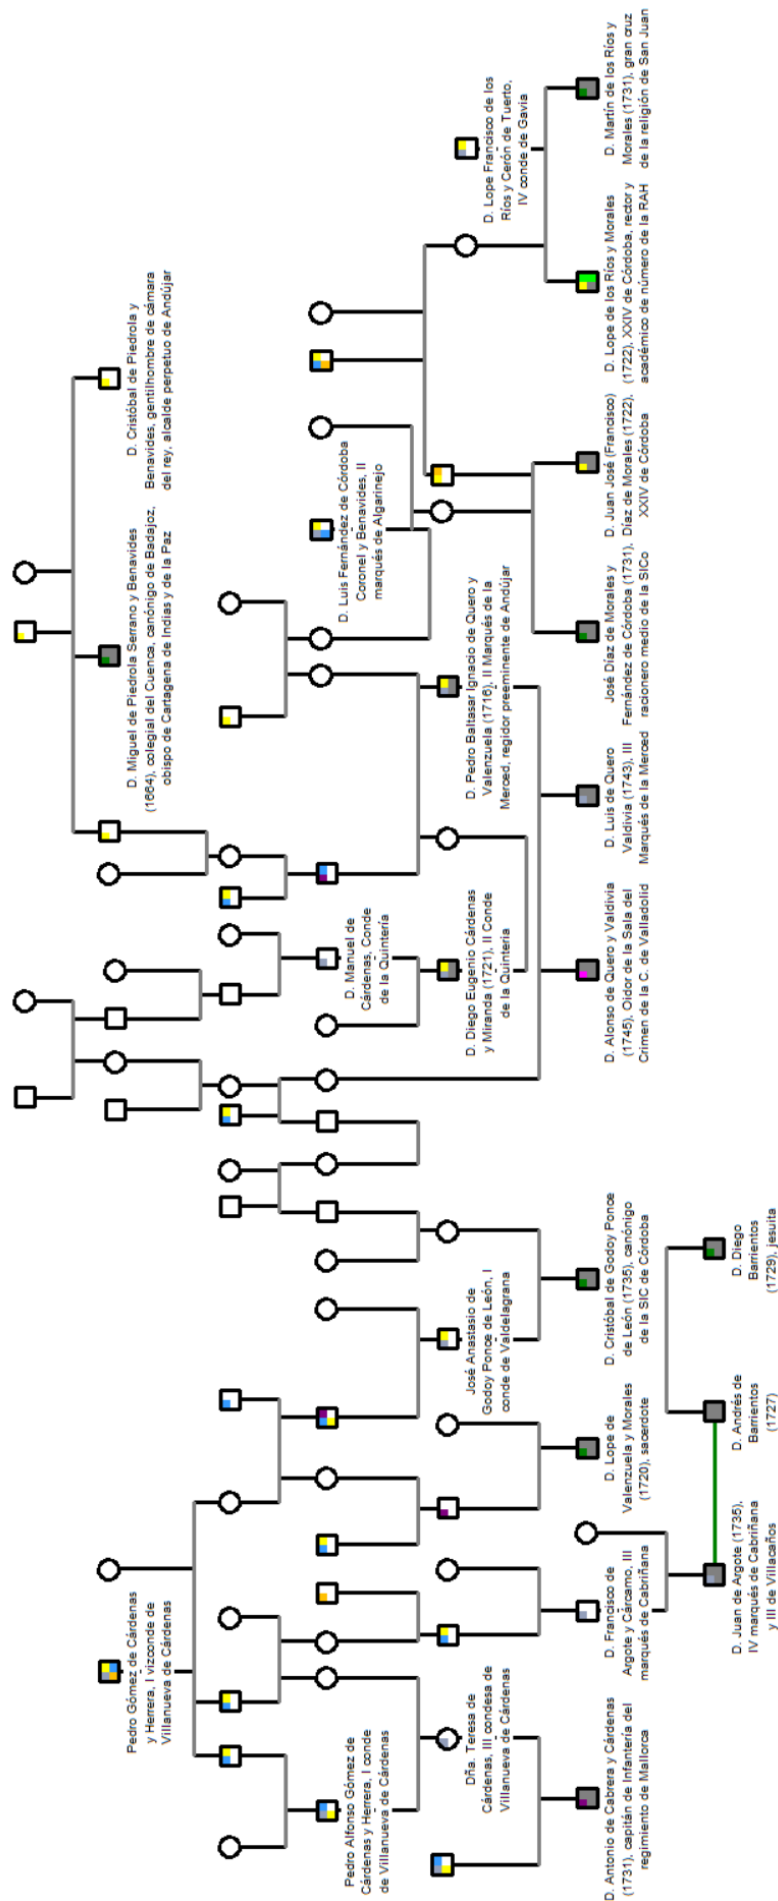 Pedro Gómez de Cárdenas
y Herrera, I vizconde de
Villanueva de Cárdenas
Pedro Alfonso Gómez de
Cárdenas y Herrera, I conde
de Villanueva de Cárdenas
Dña. Teresa de
Cárdenas, III condesa de
Villanueva de Cárdenas
D. Antonio de Cabrera y Cárdenas
(1731), capitán de Infantería del
regimiento de Mallorca
D. Francisco de
Argote y Cárcamo, III
marqués de Cabriñana
D. Juan de Argote (1735),
IV marqués de Cabriñana
y III de Villacaños
D. Lope de
Valenzuela y Morales
(1720), sacerdote
D. Andrés de
Barrientos
(1727)
D. Diego
Barrientos
(1729), jesuita
José Anastasio de
Godoy Ponce de León, I
conde de Valdelagrana
D. Cristóbal de Godoy Ponce
de León (1735), canónigo
de la SIC de Córdoba
D. Manuel de
Cárdenas, Conde
de la Quintería
D. Diego Eugenio Cárdenas
y Miranda (1721), II Conde
de la Quintería
D. Alonso de Quero y Valdivia
(1745), Oidor de la Sala del
Crimen de la C. de Valladolid
D. Miguel de Piedrola Serrano y Benavides
(1664), colegial del Cuenca, canónigo de Badajoz,
obispo de Cartagena de Indias y de la Paz
D. Cristóbal de Piedrola y
Benavides, gentilhombre de cámara
del rey, alcalde perpetuo de Andújar
D. Pedro Baltasar Ignacio de Quero y
Valenzuela (1716), II Marqués de la
Merced, regidor preeminente de Andújar
D. Luis de Quero
Valdivia (1743), III
Marqués de la Merced
D. Luis Fernández de Córdoba
Coronel y Benavides, II
marqués de Algarinejo
José Díaz de Morales y
Fernández de Córdoba (1731),
racionero medio de la SICo
D. Juan José (Francisco)
Díaz de Morales (1722),
XXIV de Córdoba
D. Lope Francisco de los
Ríos y Cerón de Tuerto,
IV conde de Gavia
D. Lope de los Ríos y Morales
(1722), XXIV de Córdoba, rector y
académico de número de la RAH
D. Martín de los Ríos y
Morales (1731), gran cruz
de la religión de San Juan